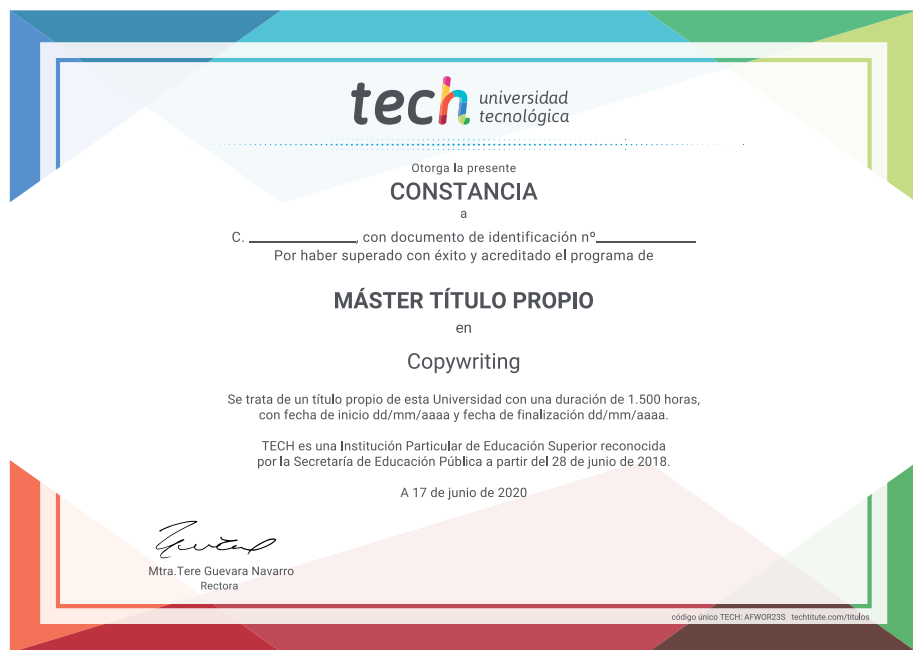 tech universidad
tecnológica
Otorga la presente
CONSTANCIA
a
C. ____________, con documento de identificación nº____________
Por haber superado con éxito y acreditado el programa de
MÁSTER TÍTULO PROPIO
en
Copywriting
Se trata de un título propio de esta Universidad con una duración de 1.500 horas,
con fecha de inicio dd/mm/aaaa y fecha de finalización dd/mm/aaaa.
TECH es una Institución Particular de Educación Superior reconocida
por la Secretaría de Educación Pública a partir del 28 de junio de 2018.
A 17 de junio de 2020
Mtra.Tere Guevara Navarro
Rectora
código único TECH: AFWOR23S techtitute.com/titulos